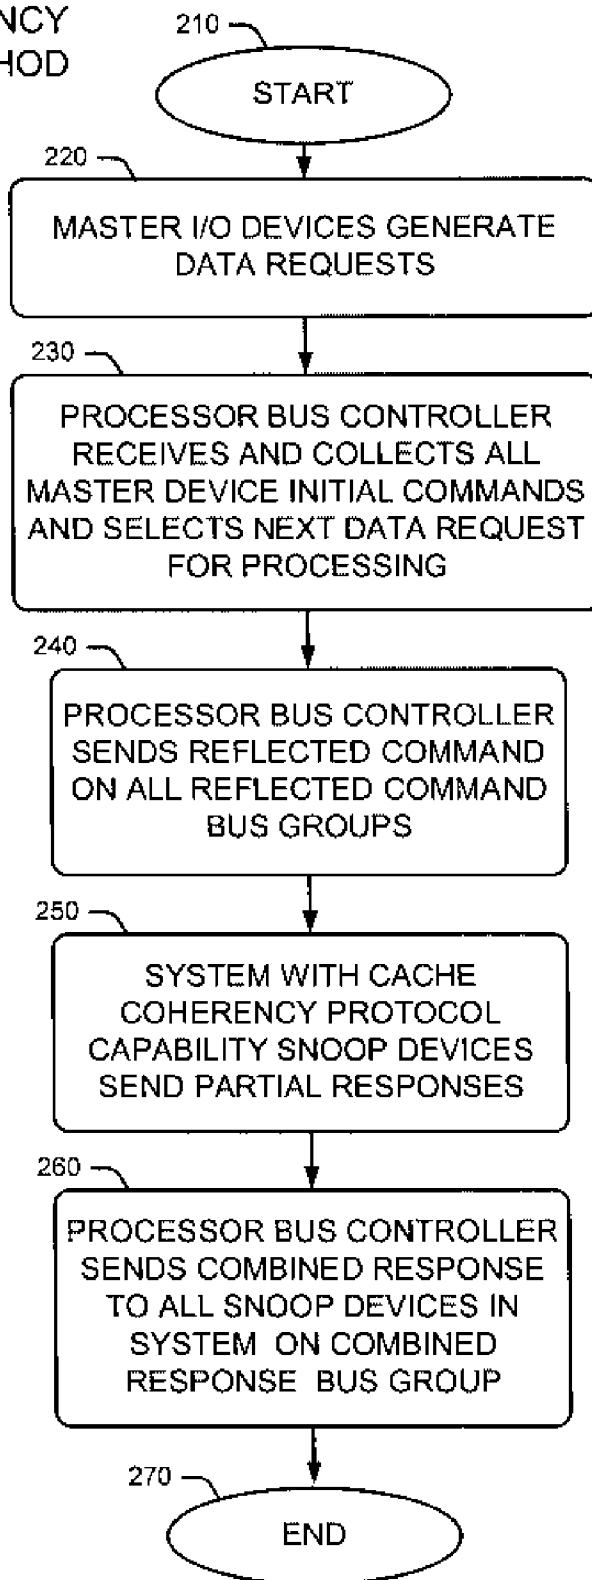 NCY
HOD
210
START
220
MASTER I/O DEVICES GENERATE
DATA REQUESTS
230
PROCESSOR BUS CONTROLLER
RECEIVES AND COLLECTS ALL
MASTER DEVICE INITIAL COMMANDS
AND SELECTS NEXT DATA REQUEST
FOR PROCESSING
240
PROCESSOR BUS CONTROLLER
SENDS REFLECTED COMMAND
ON ALL REFLECTED COMMAND
BUS GROUPS
250
SYSTEM WITH CACHE
COHERENCY PROTOCOL
CAPABILITY SNOOP DEVICES
SEND PARTIAL RESPONSES
260
PROCESSOR BUS CONTROLLER
SENDS COMBINED RESPONSE
TO ALL SNOOP DEVICES IN
SYSTEM ON COMBINED
RESPONSE BUS GROUP
270
END